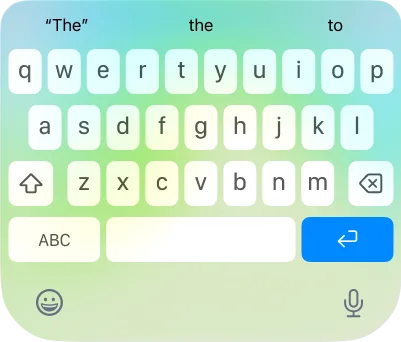 “The” the to
q w e r t y u i o p
a s d f g h j k l
z x c v b n m
ABC